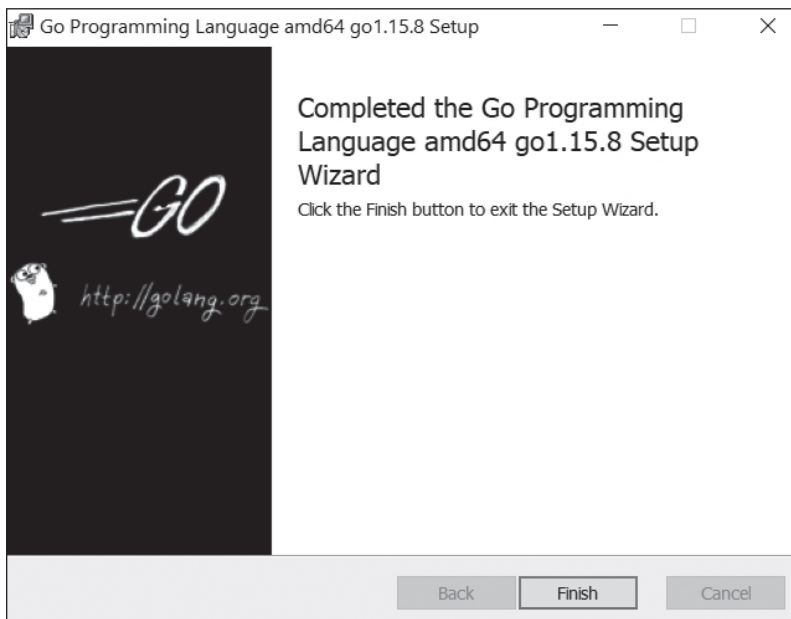 Go Programming Language amd64 go1.15.8 Setup
Completed the Go Programming
Language amd64 go1.15.8 Setup
Wizard
Click the Finish button to exit the Setup Wizard.
GO
http://golang.org
Back
Finish
Cancel